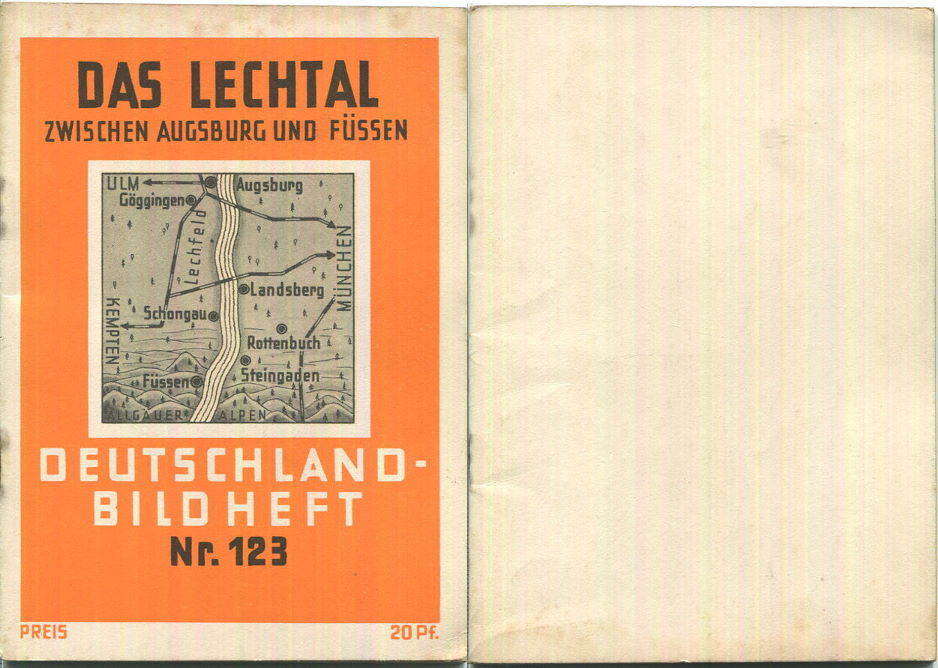 DAS LECHTAL
ZWISCHEN AUGSBURG UND FÜSSEN
ULM
Augsburg
Göggingen
Lechfeld
MÜNCHEN
Landsberg
KEMPTEN
Schongau
Rottenbuch
Steingaden
Füssen
ALLGÄUER ALPEN
DEUTSCHLAND-
BILDHEFT
Nr. 123
PREIS 20 Pf.